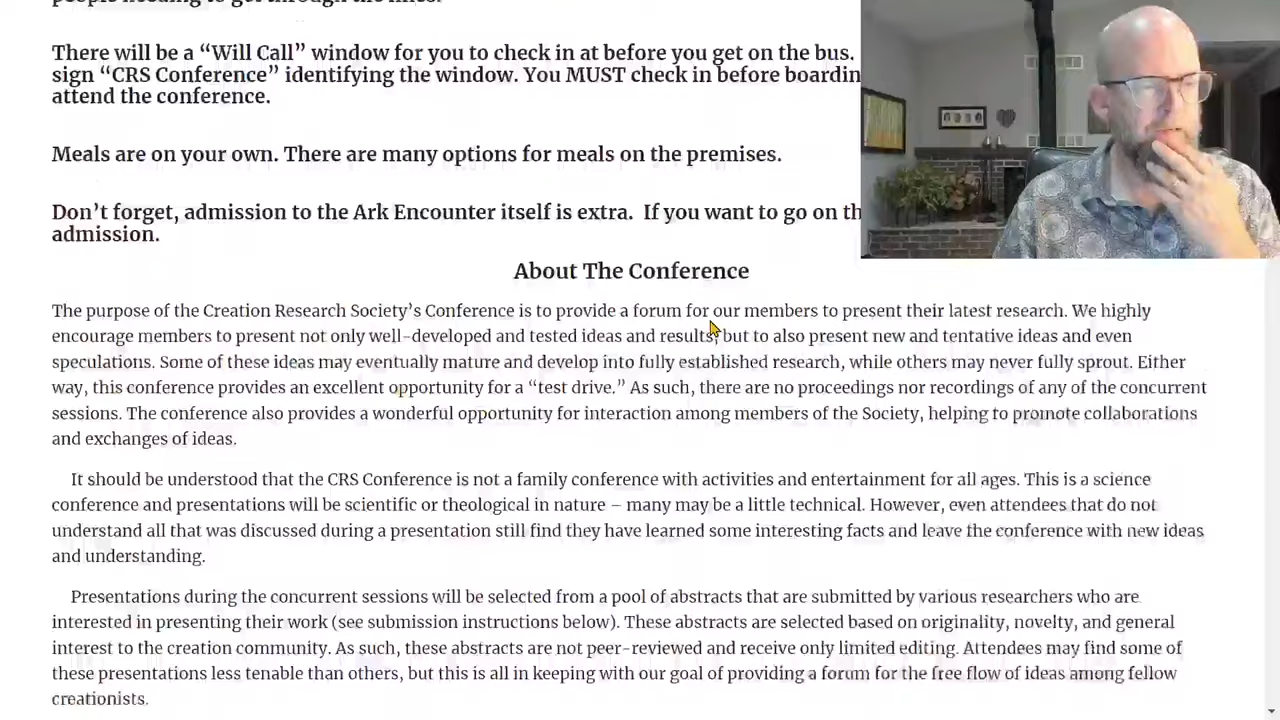 There will be a “Will Call” window for you to check in at before you get on the bus.
sign “CRS Conference” identifying the window. You MUST check in before
attend the conference.
Meals are on your own. There are many options for meals on the premises.
Don’t forget, admission to the Ark Encounter itself is extra. If you want to go on
admission.
About The Conference
The purpose of the Creation Research Society’s Conference is to provide a forum for our members to present their latest research. We highly
encourage members to present not only well-developed and tested ideas and results, but to also present new and tentative ideas and even
speculations. Some of these ideas may eventually mature and develop into fully established research, while others may never fully sprout. Either
way, this conference provides an excellent opportunity for a “test drive.” As such, there are no proceedings nor recordings of any of the concurrent
sessions. The conference also provides a wonderful opportunity for interaction among members of the Society, helping to promote collaborations
and exchanges of ideas.
It should be understood that the CRS Conference is not a family conference with activities and entertainment for all ages. This is a science
conference and presentations will be scientific or theological in nature – many may be a little technical. However, even attendees that do not
understand all that was discussed during a presentation still find they have learned some interesting facts and leave the conference with new ideas
and understanding.
Presentations during the concurrent sessions will be selected from a pool of abstracts that are submitted by various researchers who are
interested in presenting their work (see submission instructions below). These abstracts are selected based on originality, novelty, and general
interest to the creation community. As such, these abstracts are not peer-reviewed and receive only limited editing. Attendees may find some of
these presentations less tenable than others, but this is all in keeping with our goal of providing a forum for the free flow of ideas among fellow
creationists.